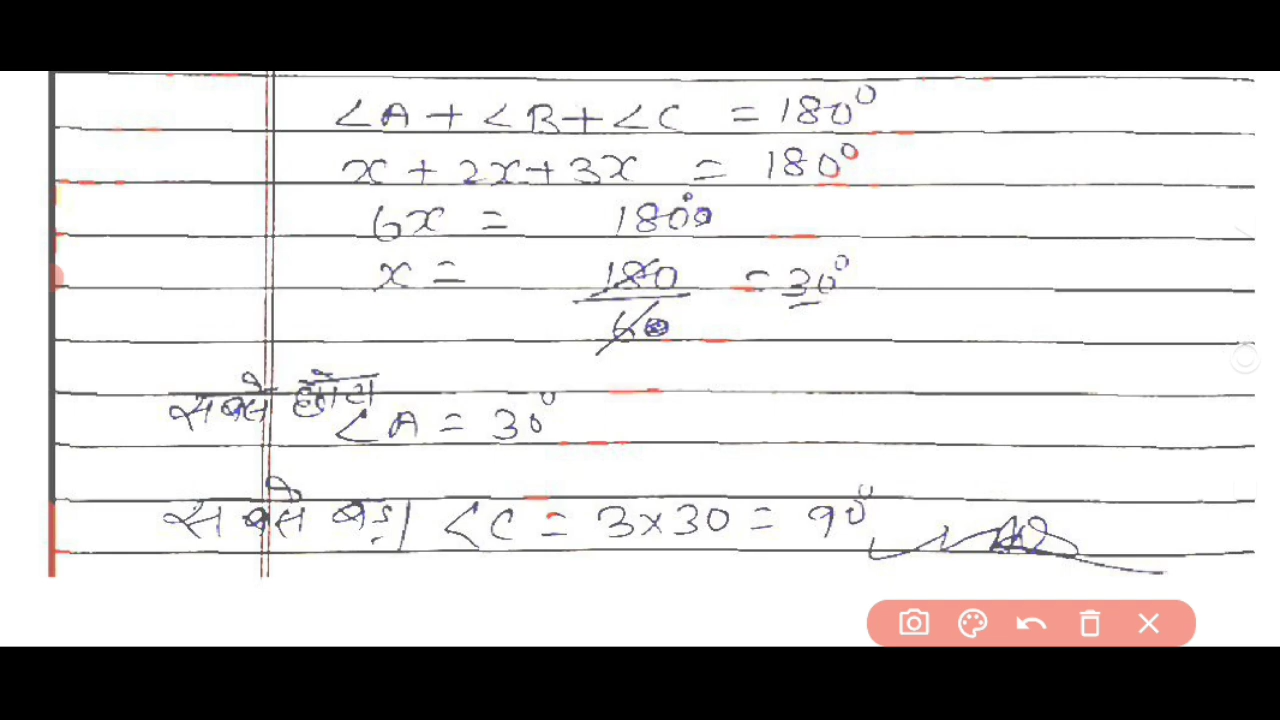 ∠A + ∠B + ∠C = 180°
x + 2x + 3x = 180°
6x = 180°
x = 180/6 = 30°
सबसे छोटा ∠A = 30°
सबसे बड़ा ∠C = 3×30 = 90°